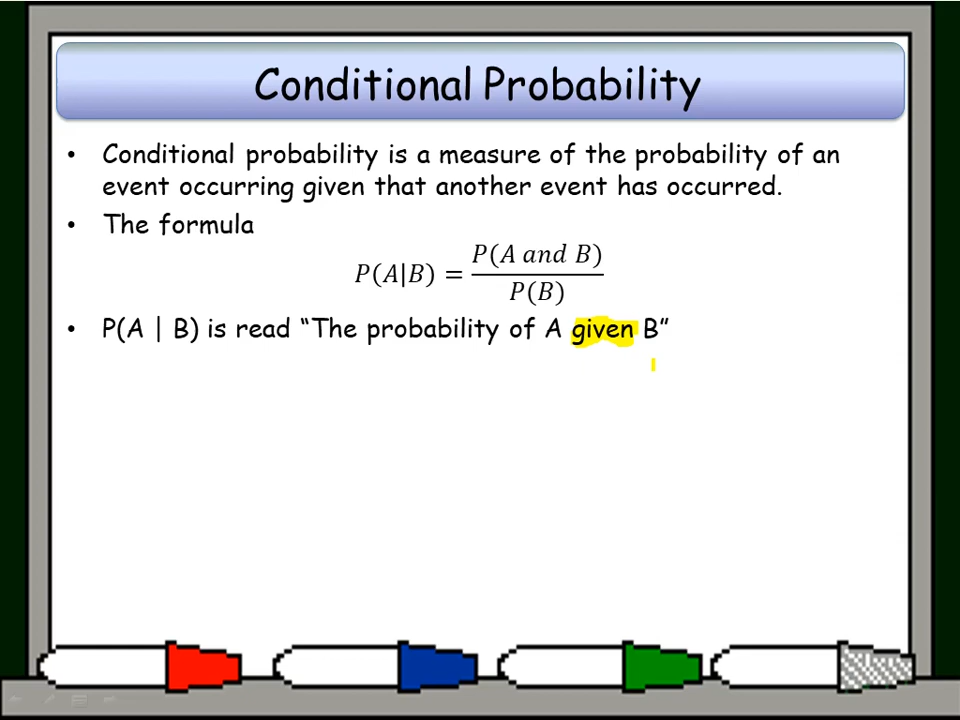 Conditional Probability
• Conditional probability is a measure of the probability of an
event occurring given that another event has occurred.
• The formula
P(A|B) = P(A and B) / P(B)
• P(A | B) is read “The probability of A given B”